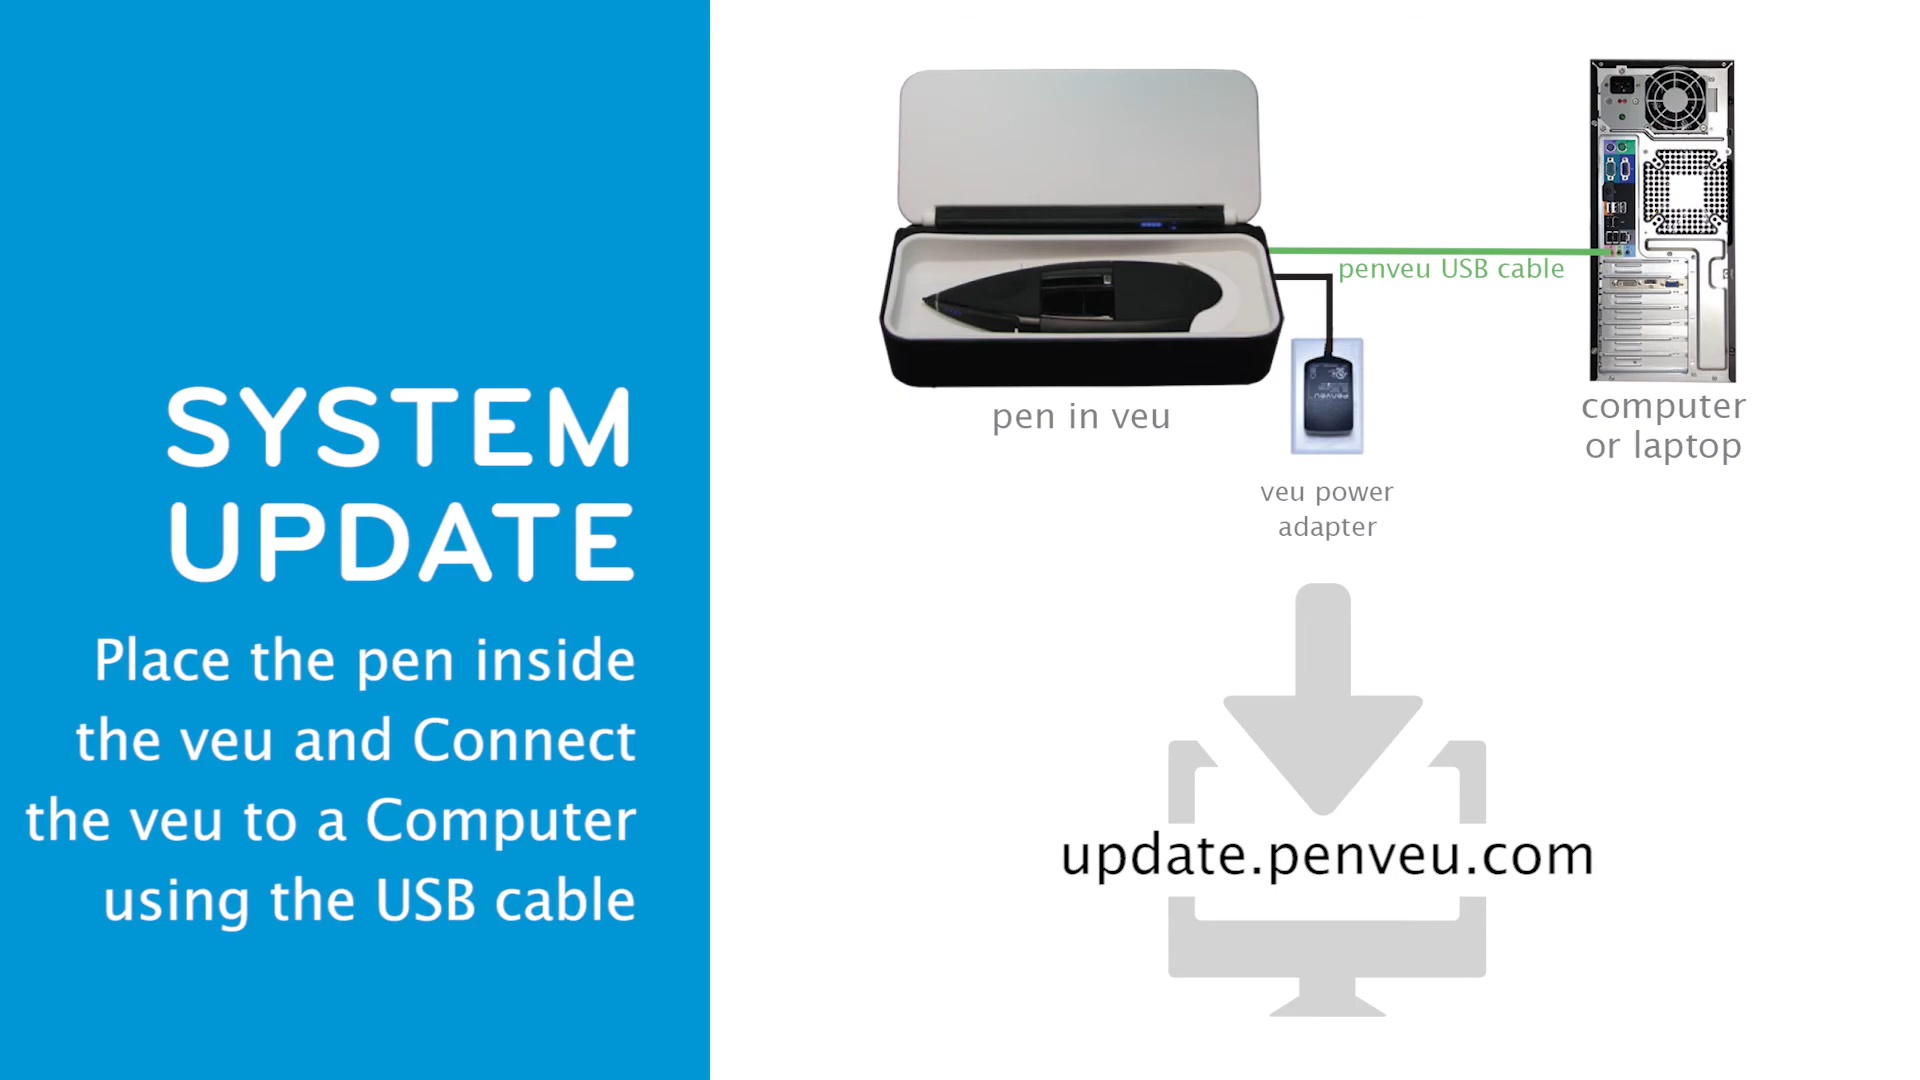 SYSTEM
UPDATE
Place the pen inside
the veu and Connect
the veu to a Computer
using the USB cable
penveu USB cable
pen in veu
penveu
veu power
adapter
computer
or laptop
update.penveu.com